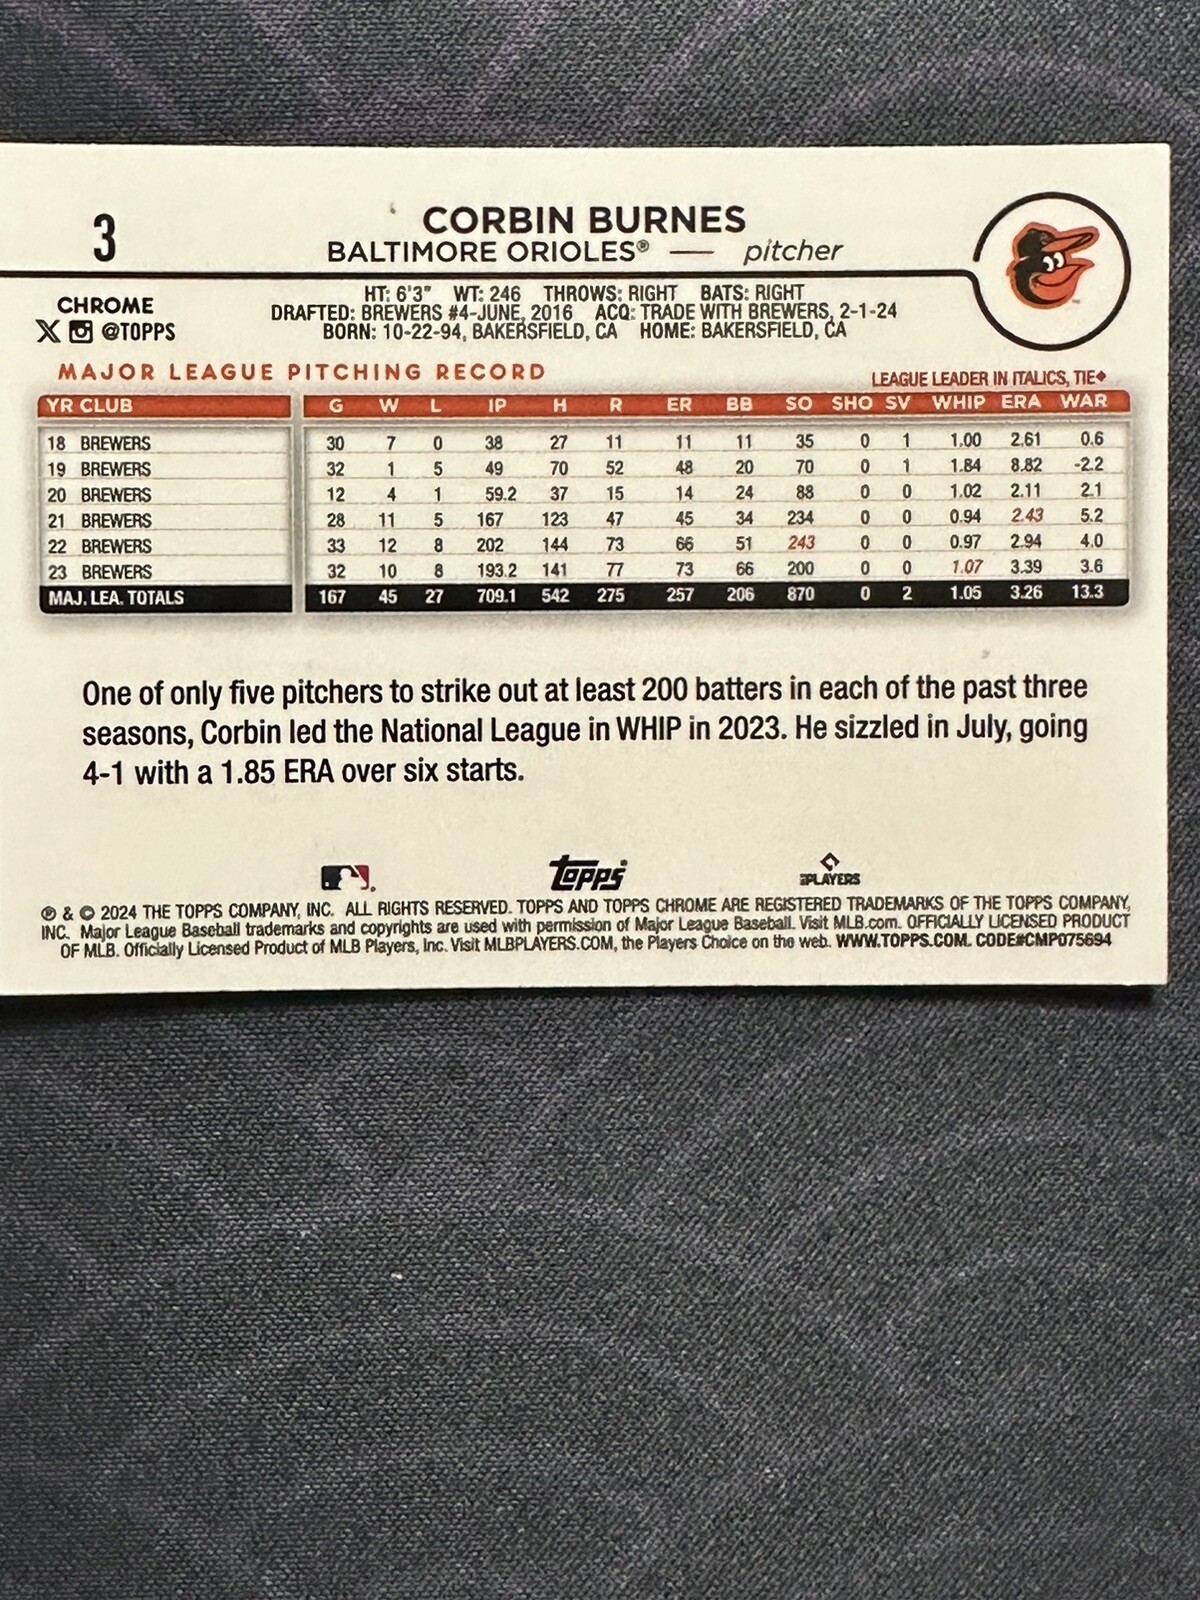 3
CORBIN BURNES
BALTIMORE ORIOLES® — pitcher
CHROME
X @TOPPS
HT: 6'3" WT: 246 THROWS: RIGHT BATS: RIGHT
DRAFTED: BREWERS #4-JUNE, 2016 ACQ: TRADE WITH BREWERS, 2-1-24
BORN: 10-22-94, BAKERSFIELD, CA HOME: BAKERSFIELD, CA
MAJOR LEAGUE PITCHING RECORD
LEAGUE LEADER IN ITALICS, TIE◆
YR CLUB G W L IP H R ER BB SO SHO SV WHIP ERA WAR
18 BREWERS 30 7 0 38 27 11 11 11 35 0 1 1.00 2.61 0.6
19 BREWERS 32 1 5 49 70 52 48 20 70 0 1 1.84 8.82 -2.2
20 BREWERS 12 4 1 59.2 37 15 14 24 88 0 0 1.02 2.11 2.1
21 BREWERS 28 11 5 167 123 47 45 34 234 0 0 0.94 2.43 5.2
22 BREWERS 33 12 8 202 144 73 66 51 243 0 0 0.97 2.94 4.0
23 BREWERS 32 10 8 193.2 141 77 73 66 200 0 0 1.07 3.39 3.6
MAJ. LEA. TOTALS 167 45 27 709.1 542 275 257 206 870 0 2 1.05 3.26 13.3
One of only five pitchers to strike out at least 200 batters in each of the past three
seasons, Corbin led the National League in WHIP in 2023. He sizzled in July, going
4-1 with a 1.85 ERA over six starts.
topps
PLAYERS
℗ & © 2024 THE TOPPS COMPANY, INC. ALL RIGHTS RESERVED. TOPPS AND TOPPS CHROME ARE REGISTERED TRADEMARKS OF THE TOPPS COMPANY,
INC. Major League Baseball trademarks and copyrights are used with permission of Major League Baseball. Visit MLB.com. OFFICIALLY LICENSED PRODUCT
OF MLB. Officially Licensed Product of MLB Players, Inc. Visit MLBPLAYERS.COM, the Players Choice on the web. WWW.TOPPS.COM. CODE#CMP075694